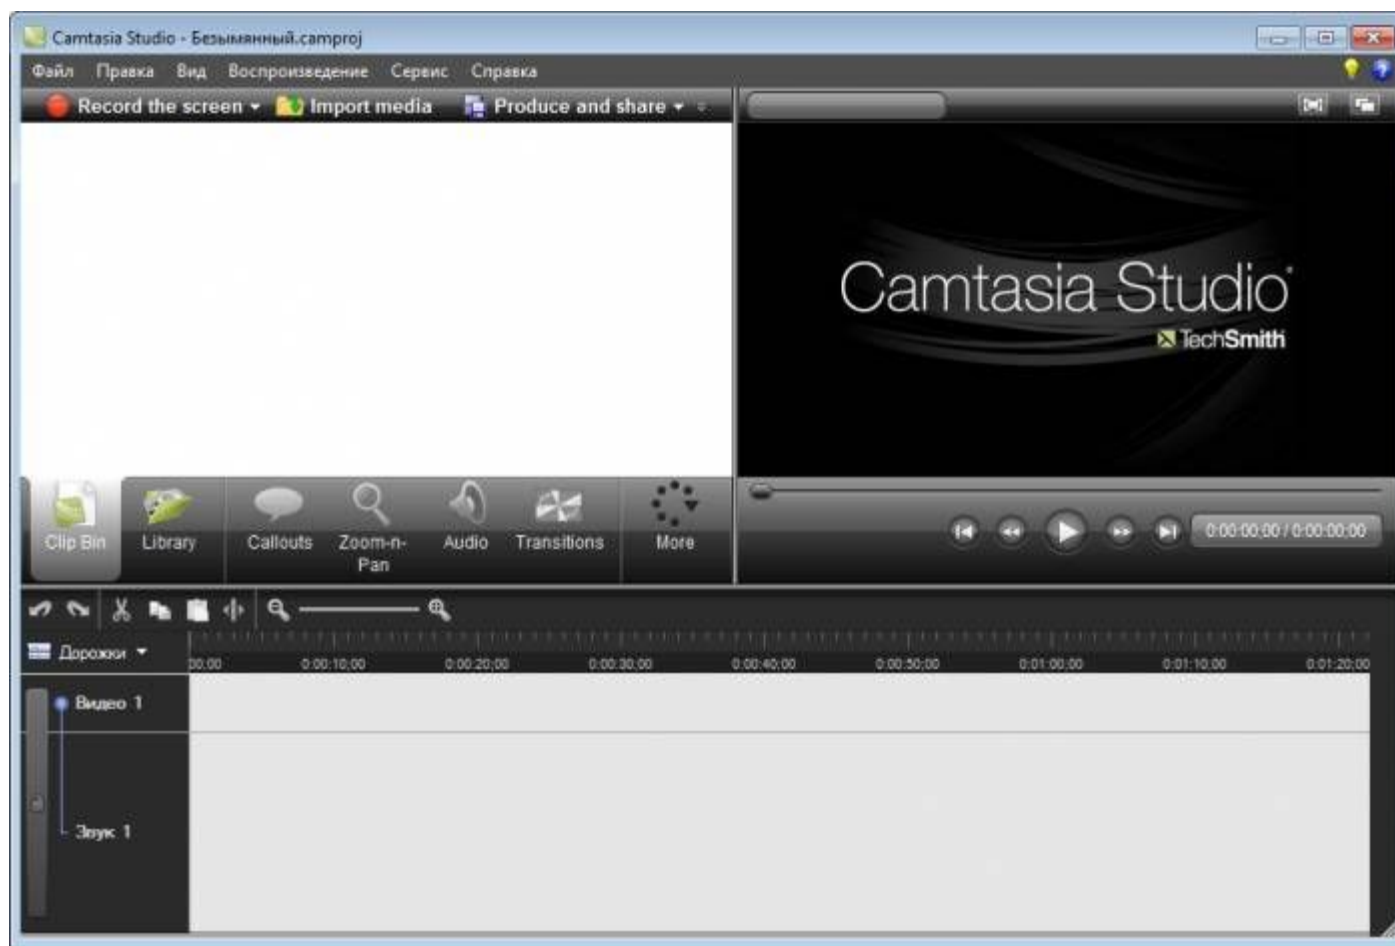 Camtasia Studio - Безымянный.camproj
Файл Правка Вид Воспроизведение Сервис Справка
Record the screen Import media Produce and share
Camtasia Studio
TechSmith
Clip Bin Library Callouts Zoom-n-Pan Audio Transitions More
0:00:00;00 / 0:00:00;00
Дорожки
00;00 0:00:10;00 0:00:20;00 0:00:30;00 0:00:40;00 0:00:50;00 0:01:00;00 0:01:10;00 0:01:20;00
Видео 1
Звук 1